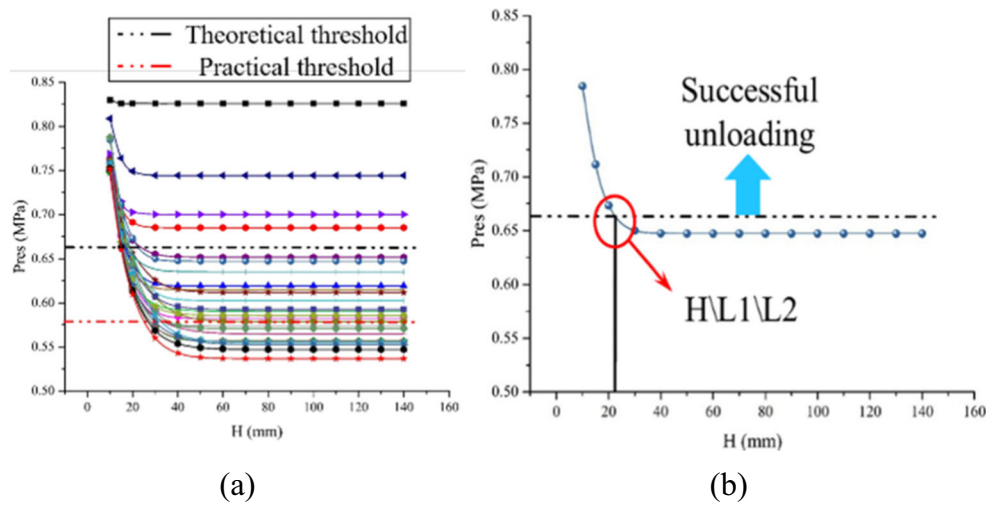 Theoretical threshold
Practical threshold
0.85
0.80
0.75
0.70
0.65
0.60
0.55
0.50
Pres (MPa)
0 20 40 60 80 100 120 140 160
H (mm)
(a)
0.85
0.80
0.75
0.70
0.65
0.60
0.55
0.50
Pres (MPa)
Successful
unloading
H\L1\L2
0 20 40 60 80 100 120 140 160
H (mm)
(b)